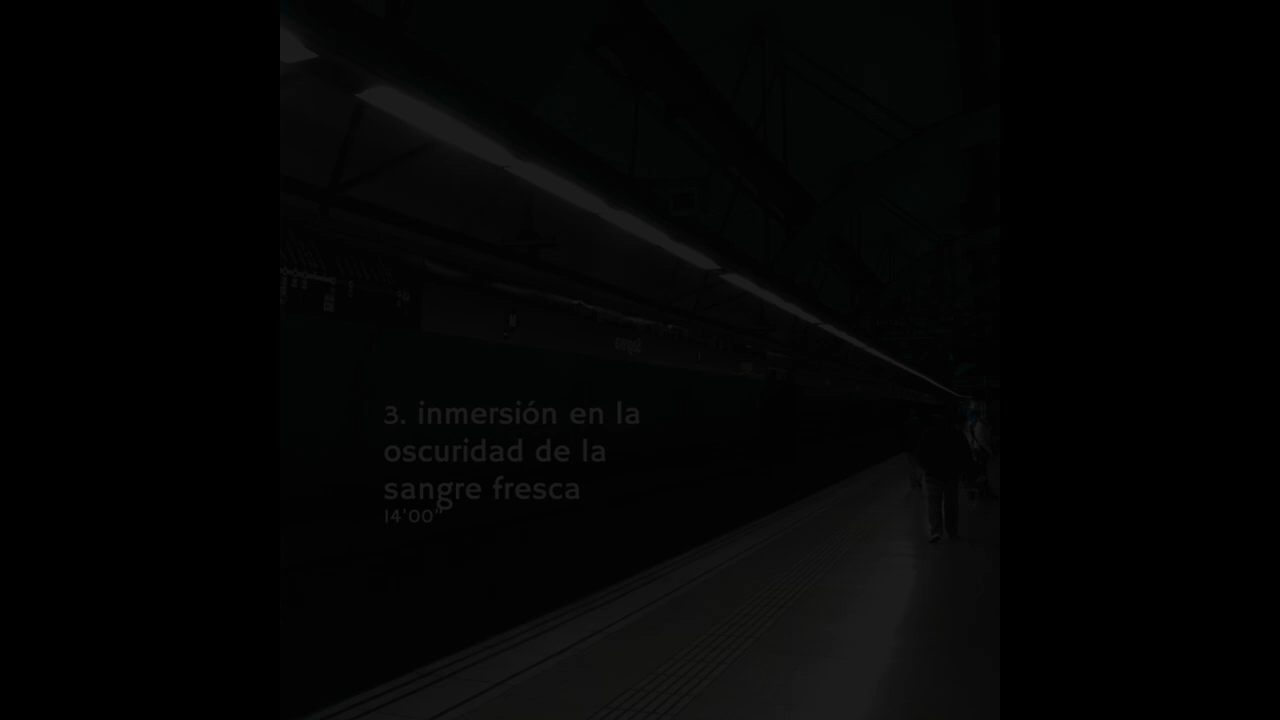 3. inmersión en la
oscuridad de la
sangre fresca
14'00"